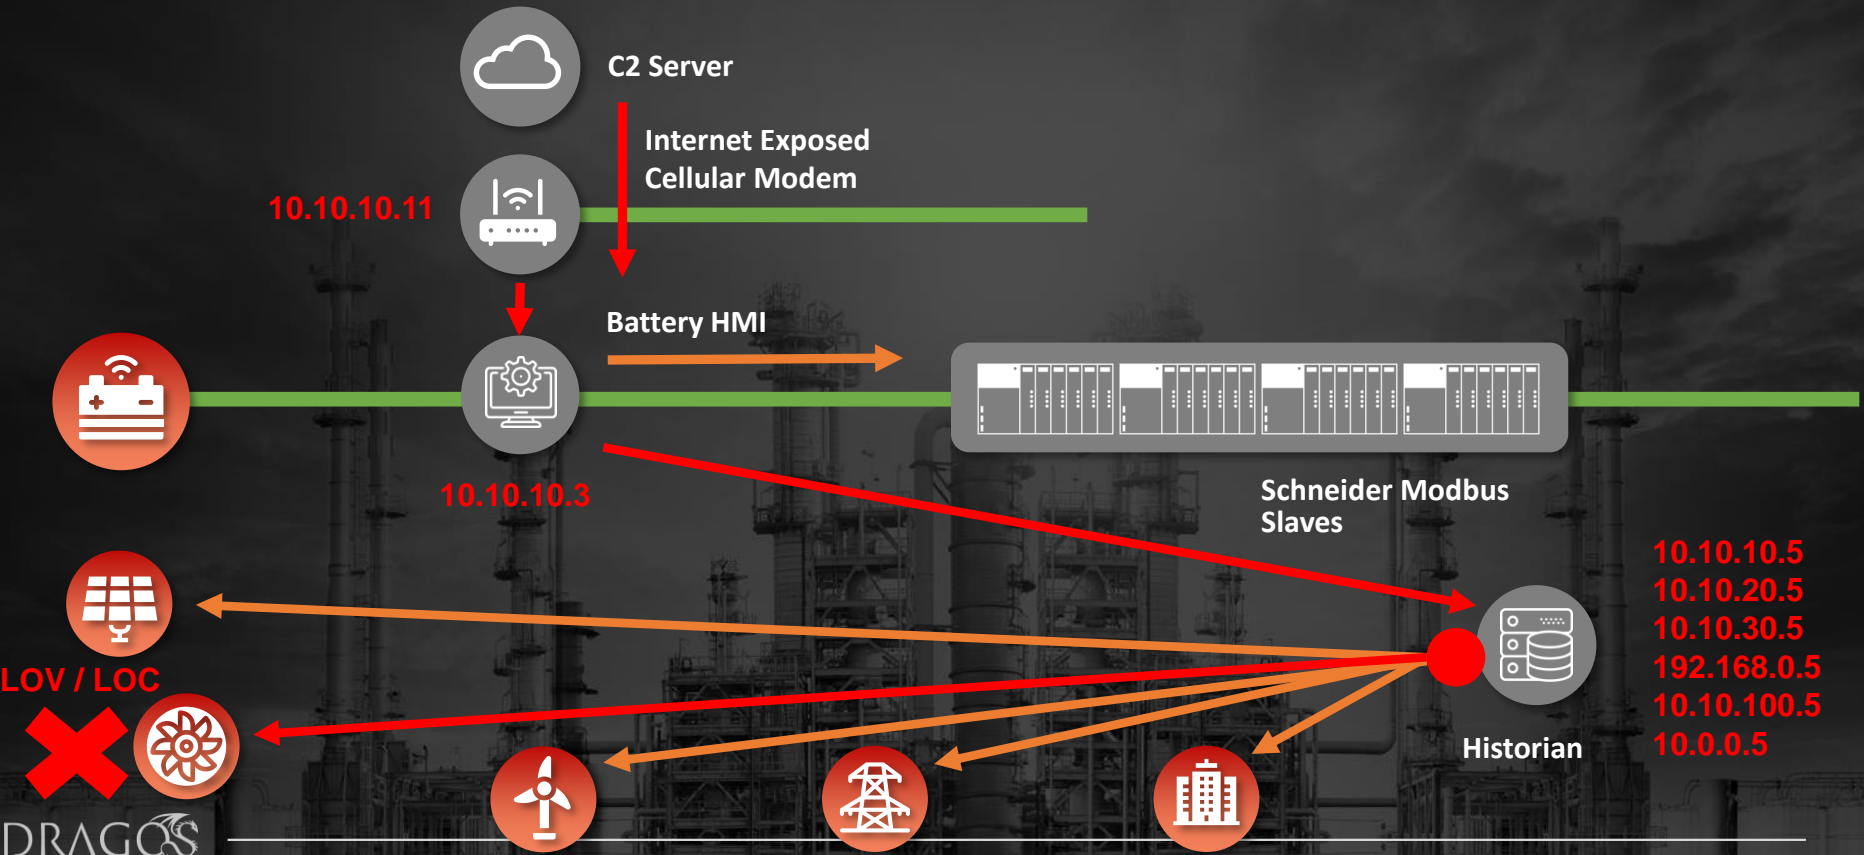 C2 Server
Internet Exposed
Cellular Modem
10.10.10.11
Battery HMI
10.10.10.3
Schneider Modbus
Slaves
10.10.10.5
10.10.20.5
10.10.30.5
192.168.0.5
10.10.100.5
10.0.0.5
Historian
LOV / LOC
DRAGOS